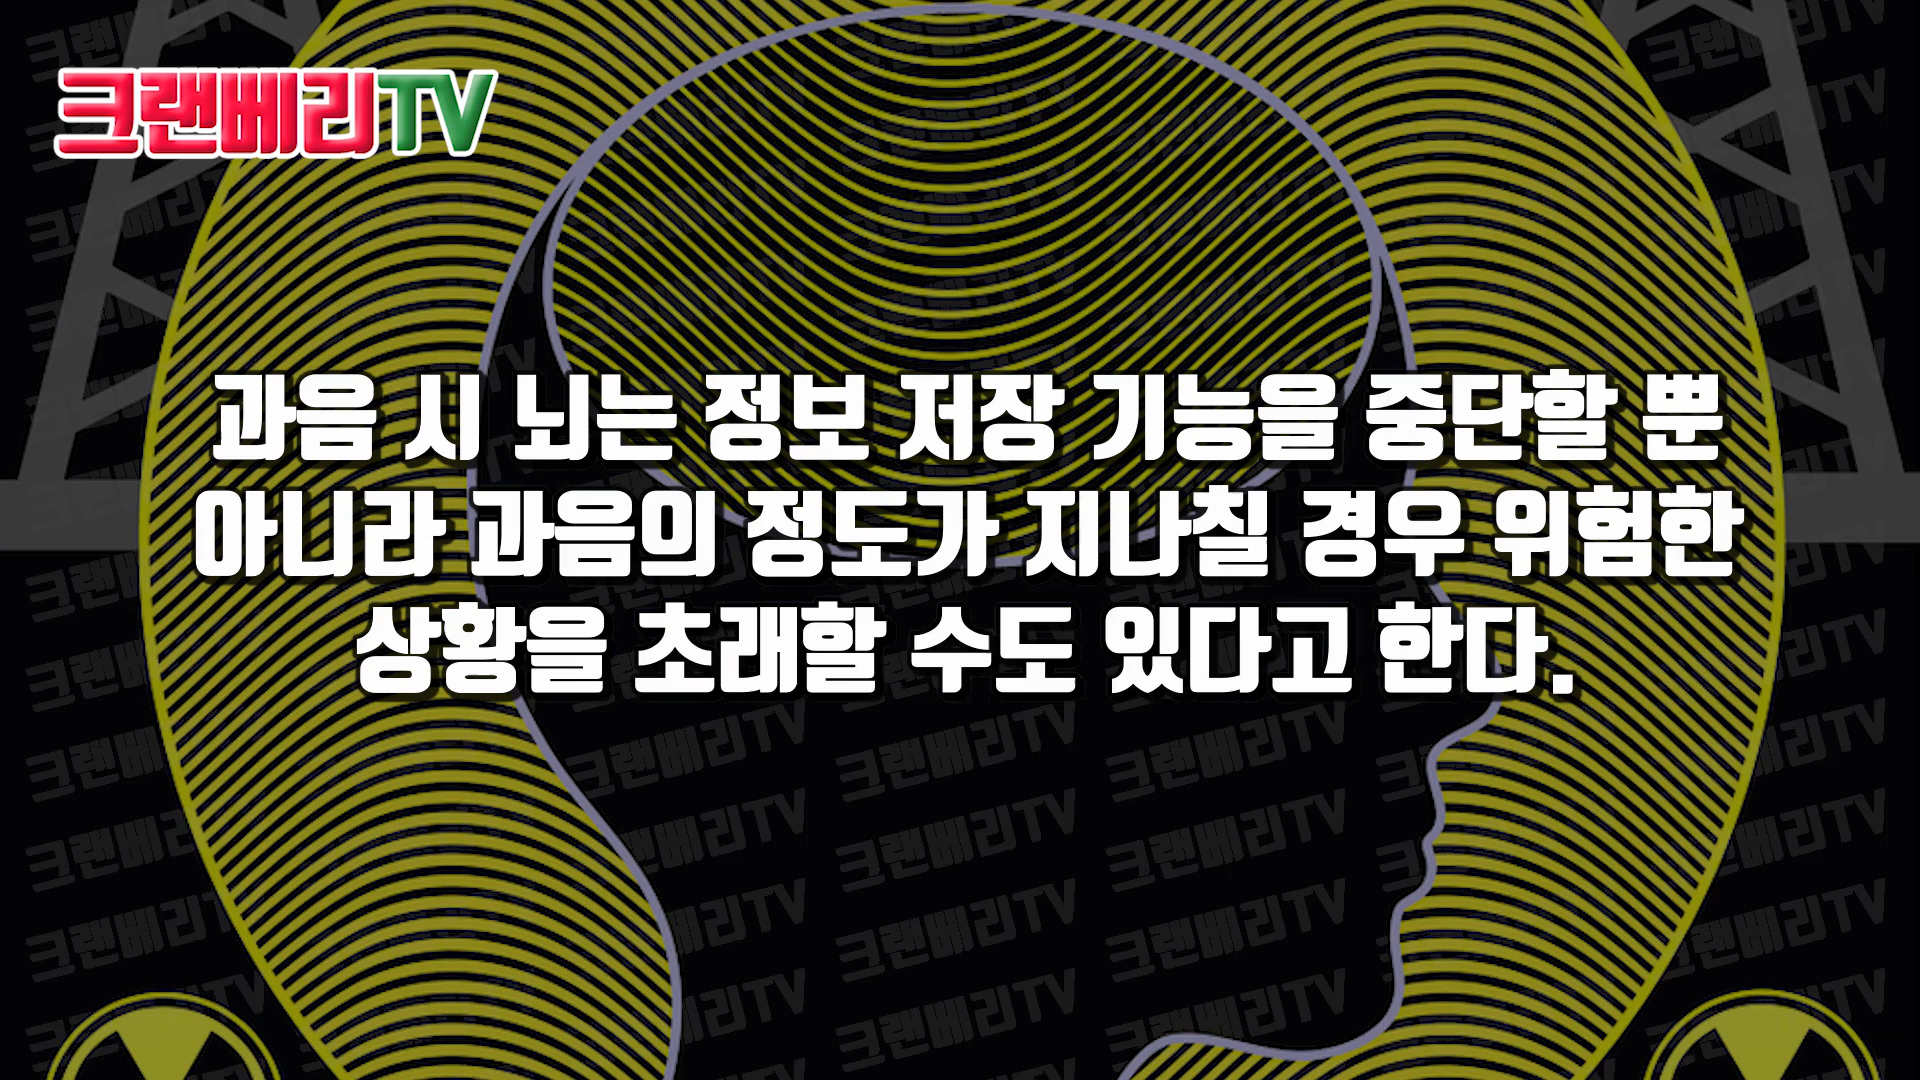 크랜베리TV
과음 시 뇌는 정보 저장 기능을 중단할 뿐
아니라 과음의 정도가 지나칠 경우 위험한
상황을 초래할 수도 있다고 한다.